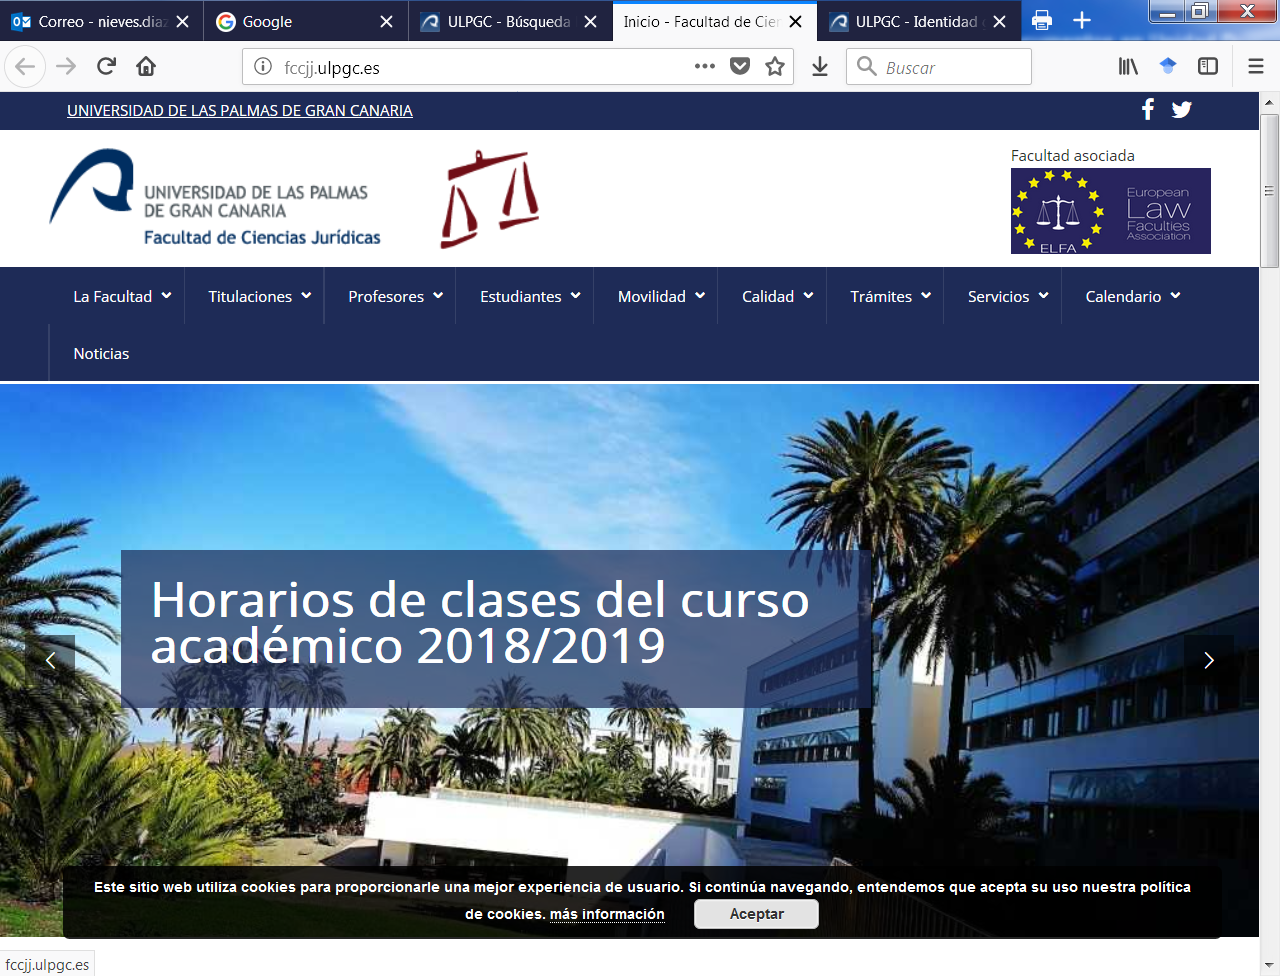 Correo - nieves.diaz
Google
ULPGC - Búsqueda
Inicio - Facultad de Cien
ULPGC - Identidad
fccjj.ulpgc.es
Buscar
UNIVERSIDAD DE LAS PALMAS DE GRAN CANARIA
UNIVERSIDAD DE LAS PALMAS
DE GRAN CANARIA
Facultad de Ciencias Jurídicas
Facultad asociada
ELFA
European
Law
Faculties
Association
La Facultad
Titulaciones
Profesores
Estudiantes
Movilidad
Calidad
Trámites
Servicios
Calendario
Noticias
Horarios de clases del curso
académico 2018/2019
Este sitio web utiliza cookies para proporcionarle una mejor experiencia de usuario. Si continúa navegando, entendemos que acepta su uso nuestra política
de cookies. más información
Aceptar
fccjj.ulpgc.es